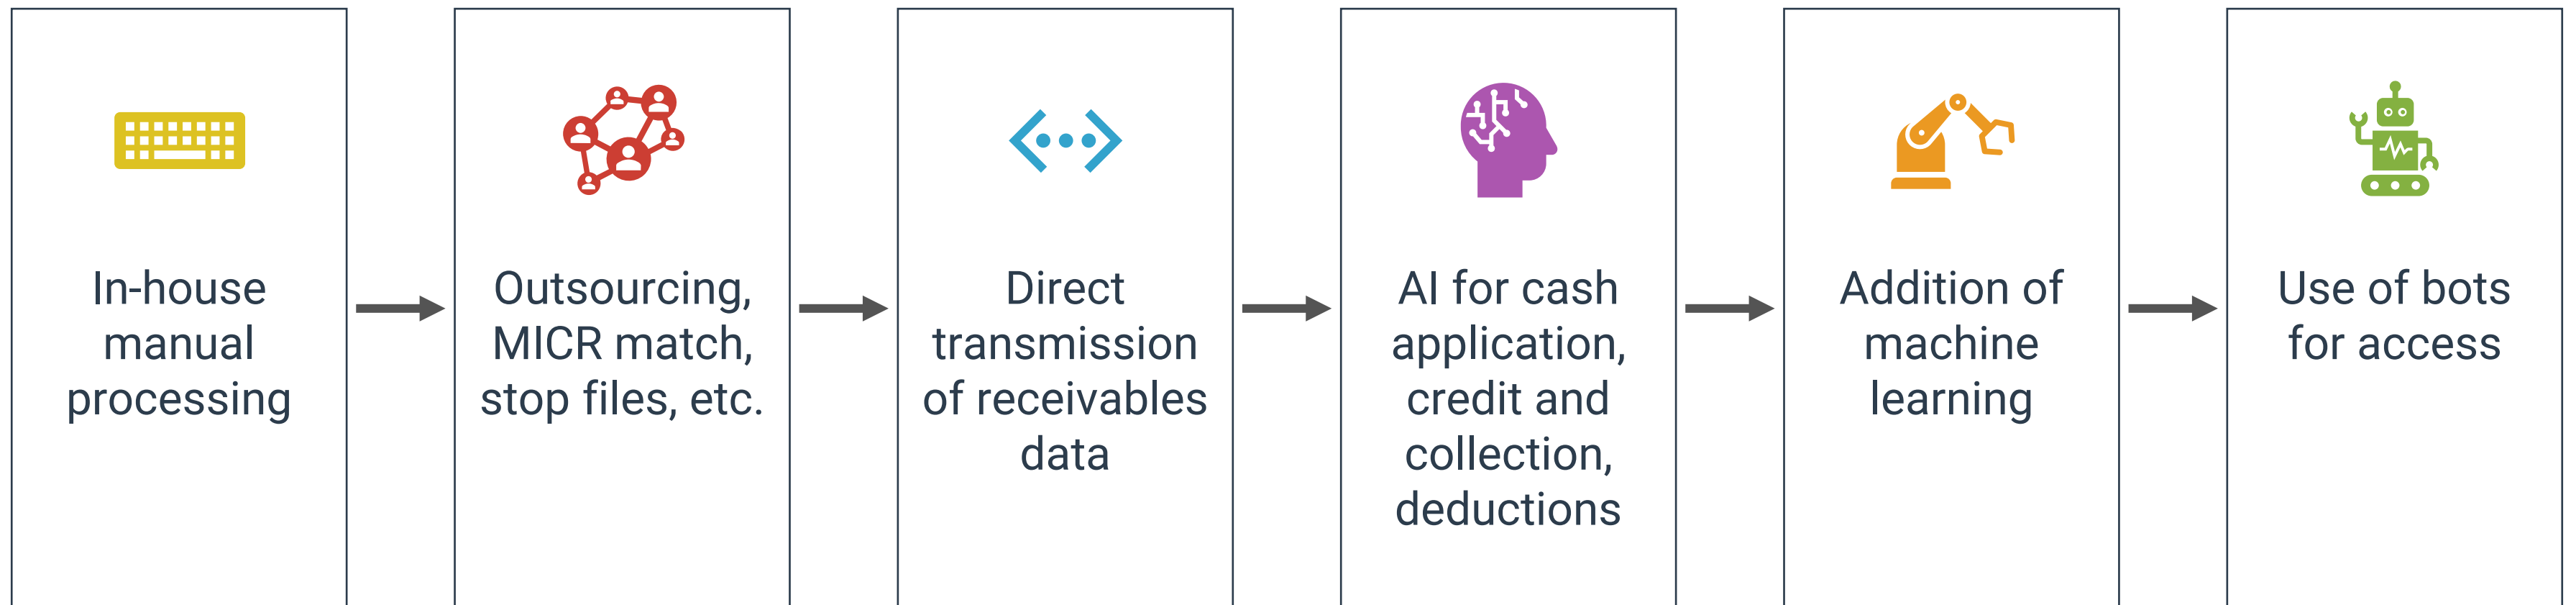 In-house
manual
processing
Outsourcing,
MICR match,
stop files, etc.
Direct
transmission
of receivables
data
AI for cash
application,
credit and
collection,
deductions
Addition of
machine
learning
Use of bots
for access